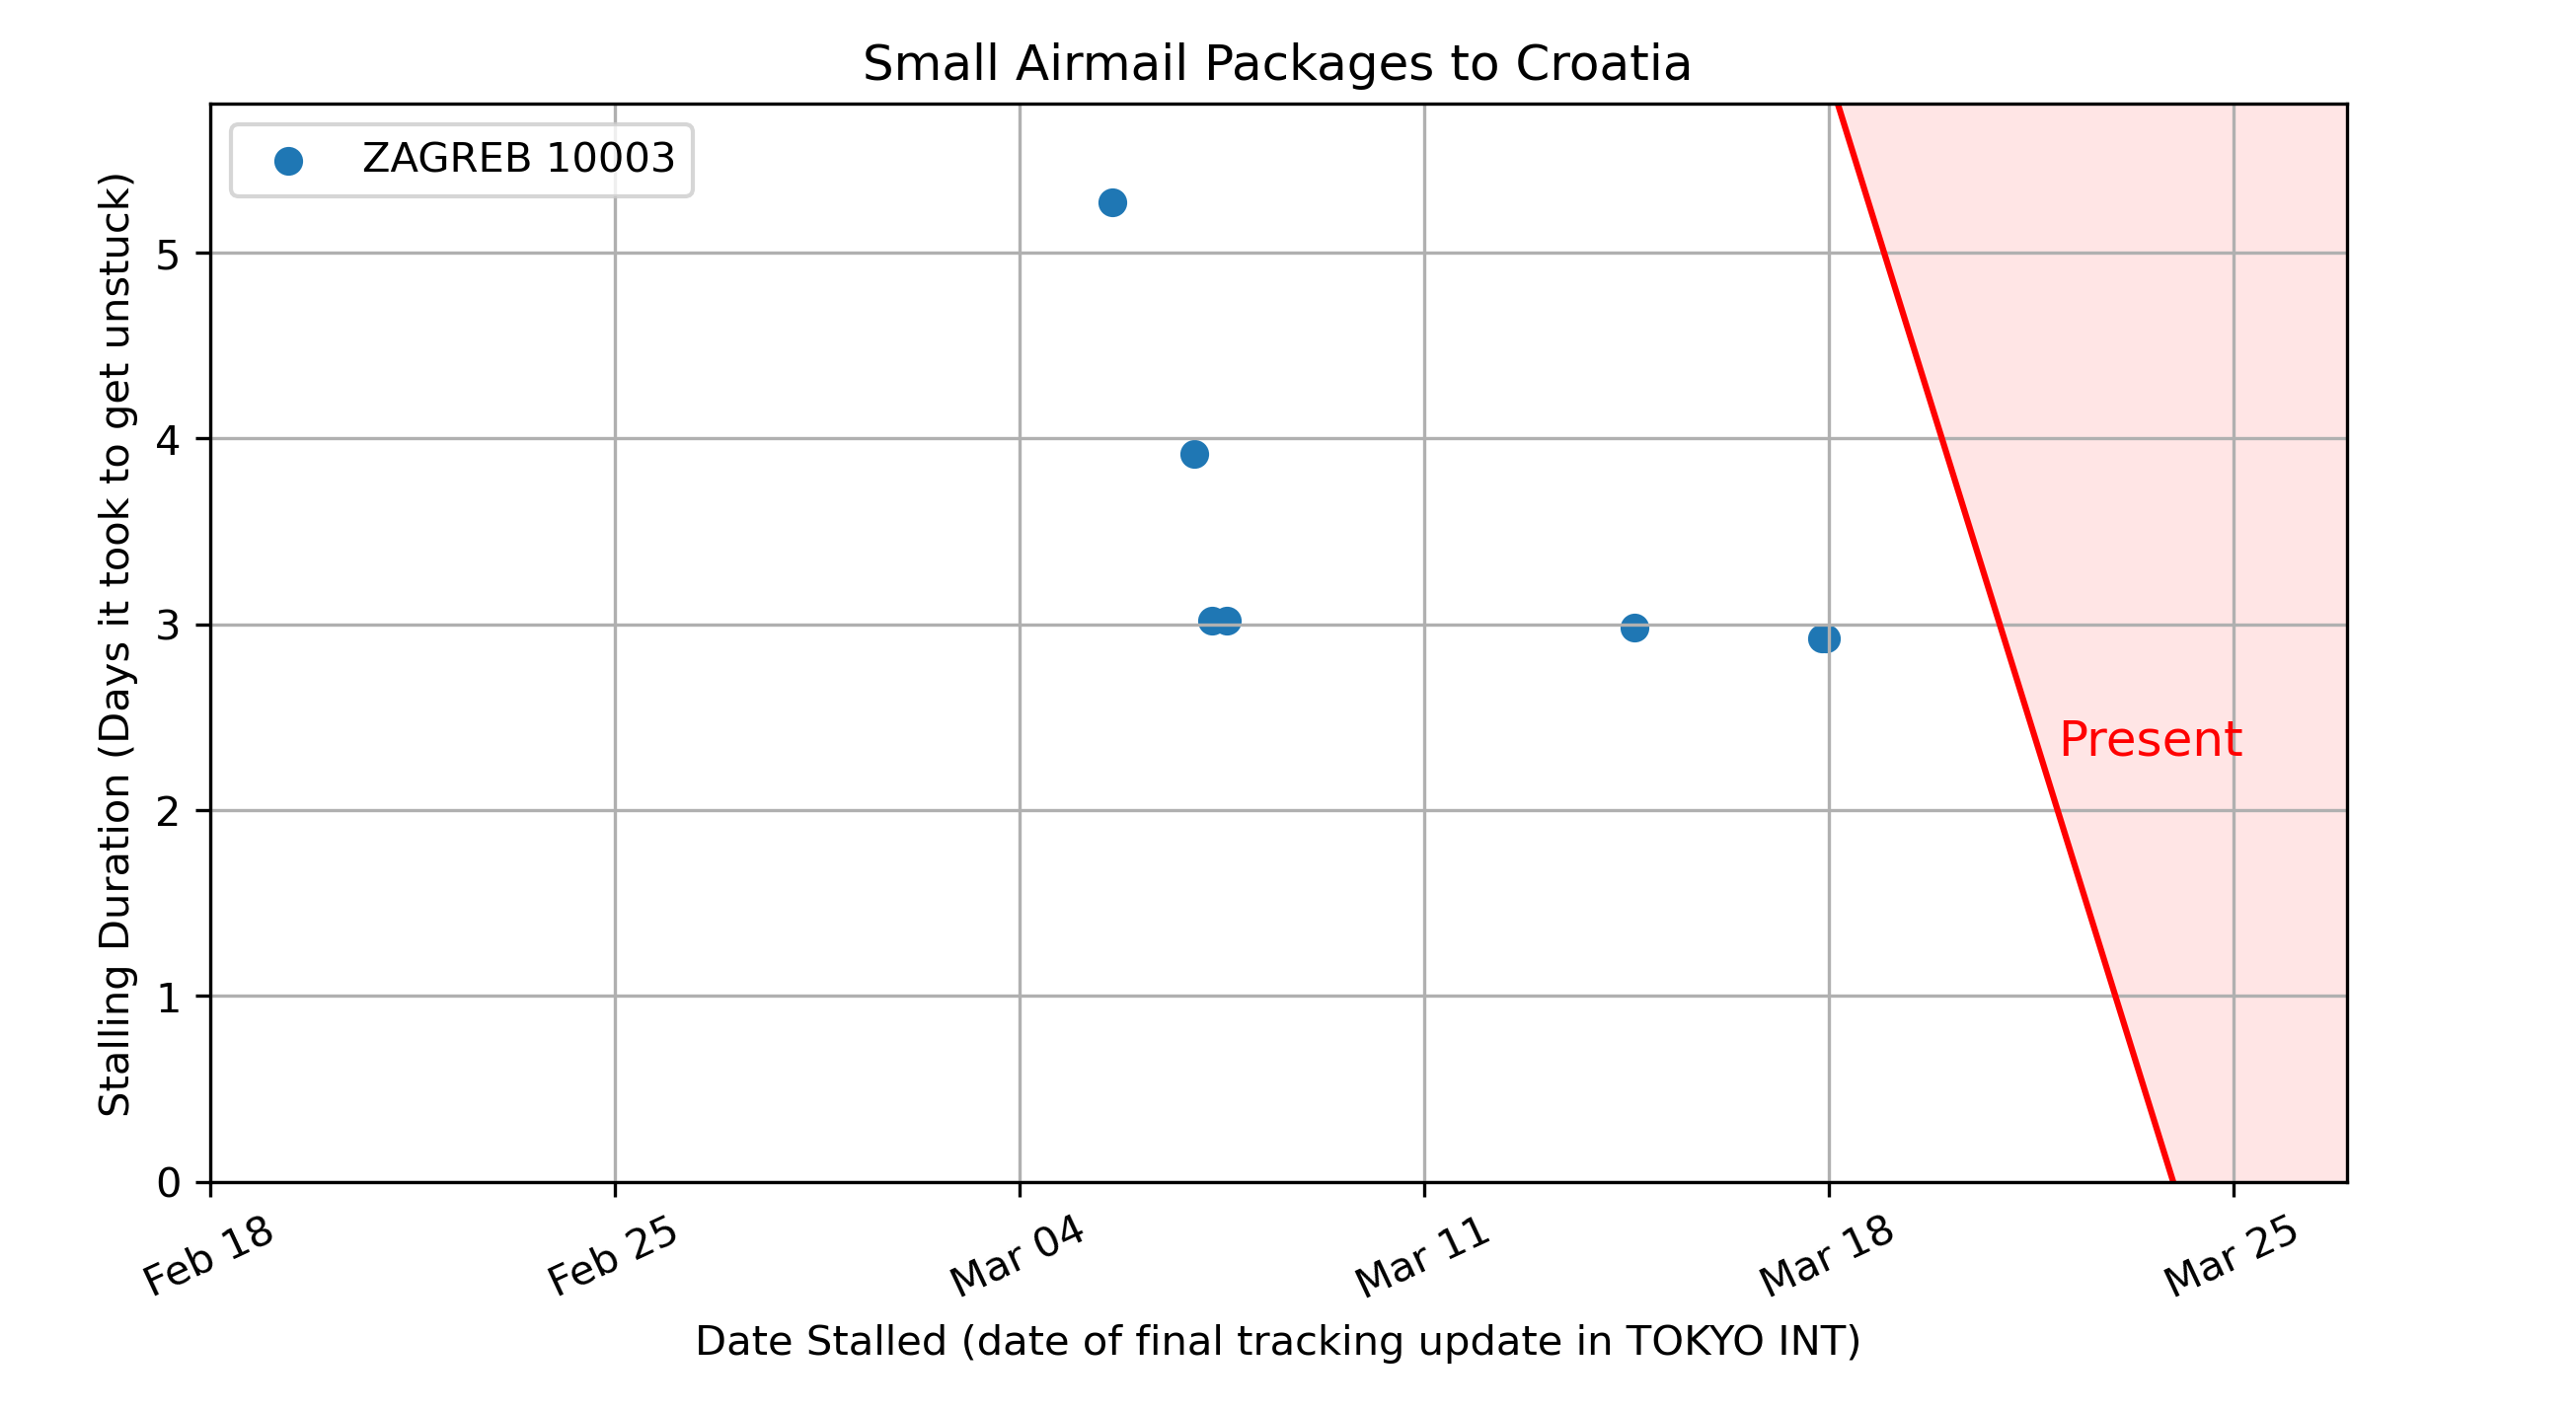 Small Airmail Packages to Croatia
ZAGREB 10003
Stalling Duration (Days it took to get unstuck)
5
4
3
2
1
0
Present
Feb 18
Feb 25
Mar 04
Mar 11
Mar 18
Mar 25
Date Stalled (date of final tracking update in TOKYO INT)